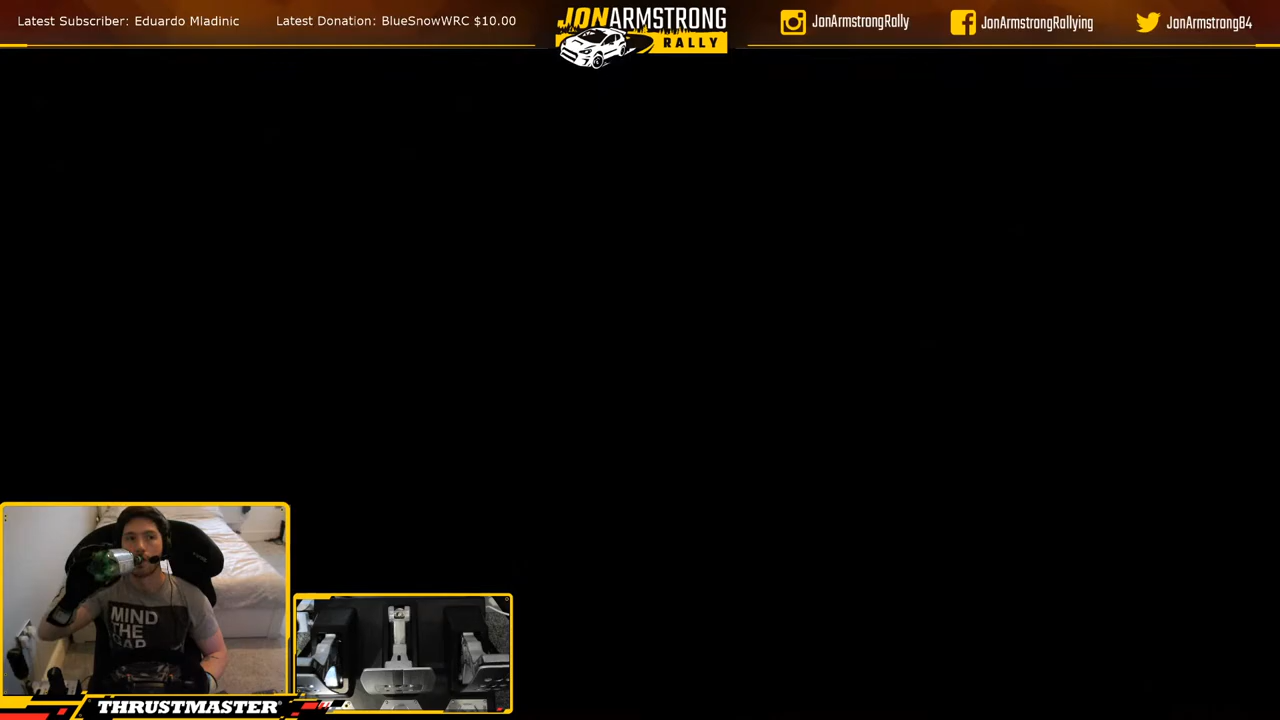 Latest Subscriber: Eduardo Mladinic
Latest Donation: BlueSnowWRC $10.00
JONARMSTRONG
RALLY
JonArmstrongRally
JonArmstrongRallying
JonArmstrong84
MIND
THE
GAP
THRUSTMASTER